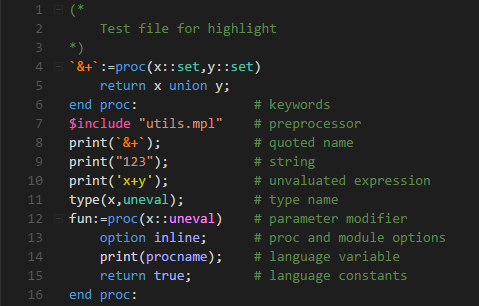 1 (*
2     Test file for highlight
3 *)
4 `&+`:=proc(x::set,y::set)
5     return x union y;
6 end proc:               # keywords
7 $include "utils.mpl"    # preprocessor
8 print(`&+`);            # quoted name
9 print("123");           # string
10 print('x+y');           # unvaluated expression
11 type(x,uneval);         # type name
12 fun:=proc(x::uneval)    # parameter modifier
13     option inline;      # proc and module options
14     print(procname);    # language variable
15     return true;        # language constants
16 end proc: